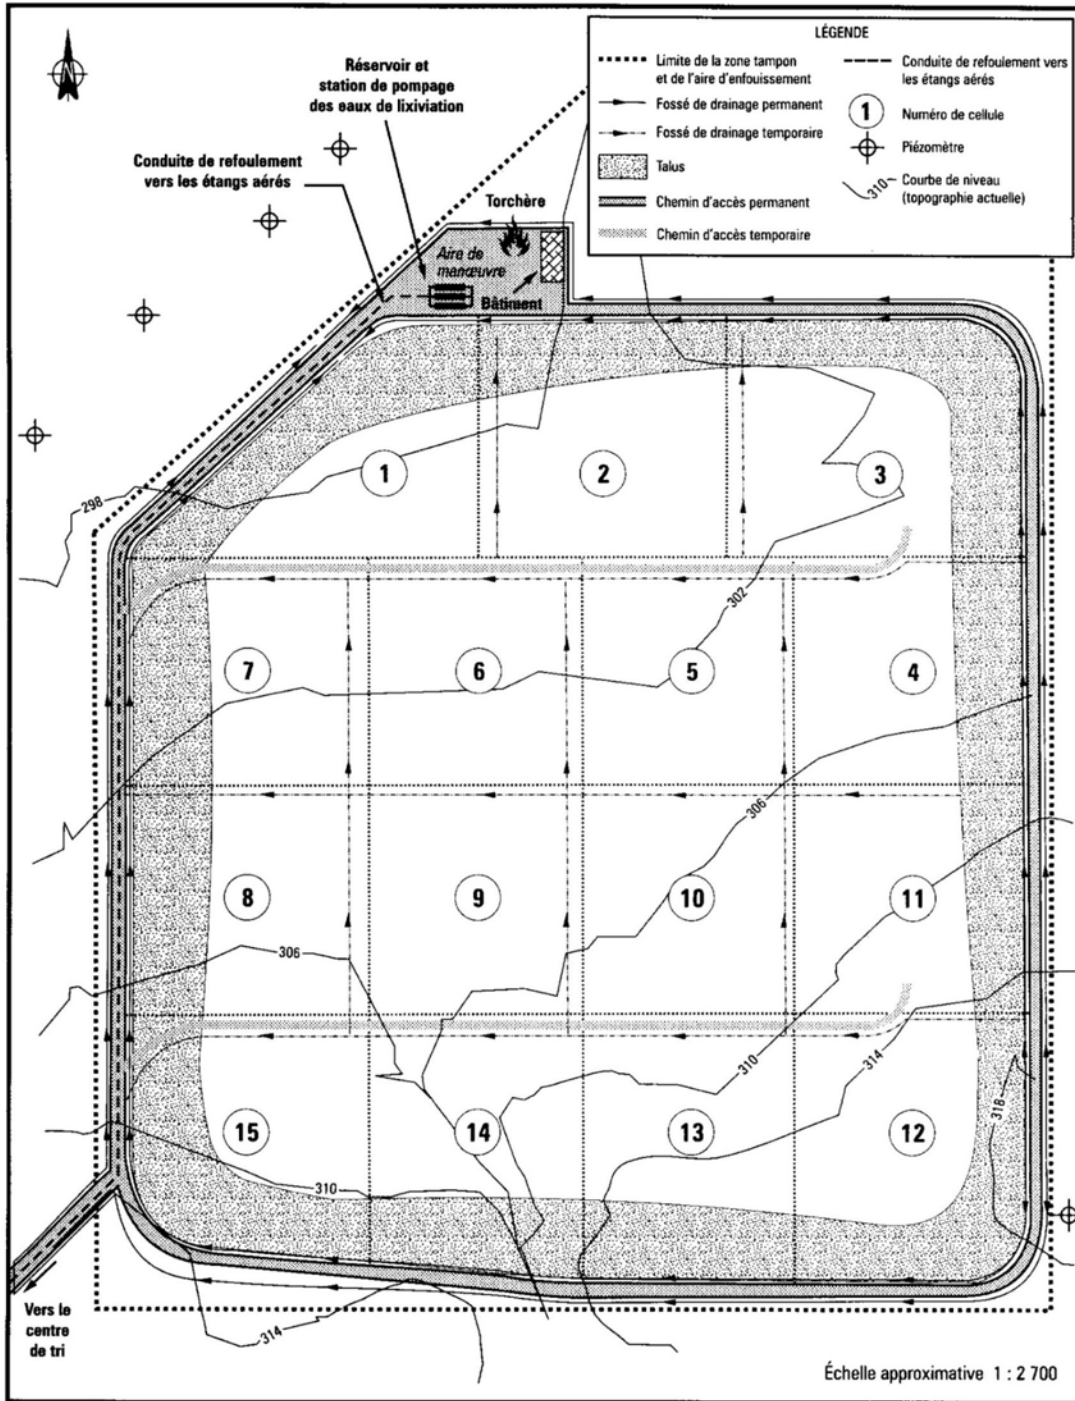 Réservoir et
station de pompage
des eaux de lixiviation
Conduite de refoulement
vers les étangs aérés
Torchère
Aire de
manœuvre
Bâtiment
LÉGENDE
Limite de la zone tampon
et de l'aire d'enfouissement
Fossé de drainage permanent
Fossé de drainage temporaire
Talus
Chemin d'accès permanent
Chemin d'accès temporaire
Conduite de refoulement vers
les étangs aérés
1 Numéro de cellule
Piézomètre
310 Courbe de niveau
(topographie actuelle)
298
1
2
3
302
7
6
5
4
306
8
9
10
11
306
310
314
318
15
14
13
12
310
314
Vers le
centre
de tri
Échelle approximative 1 : 2 700